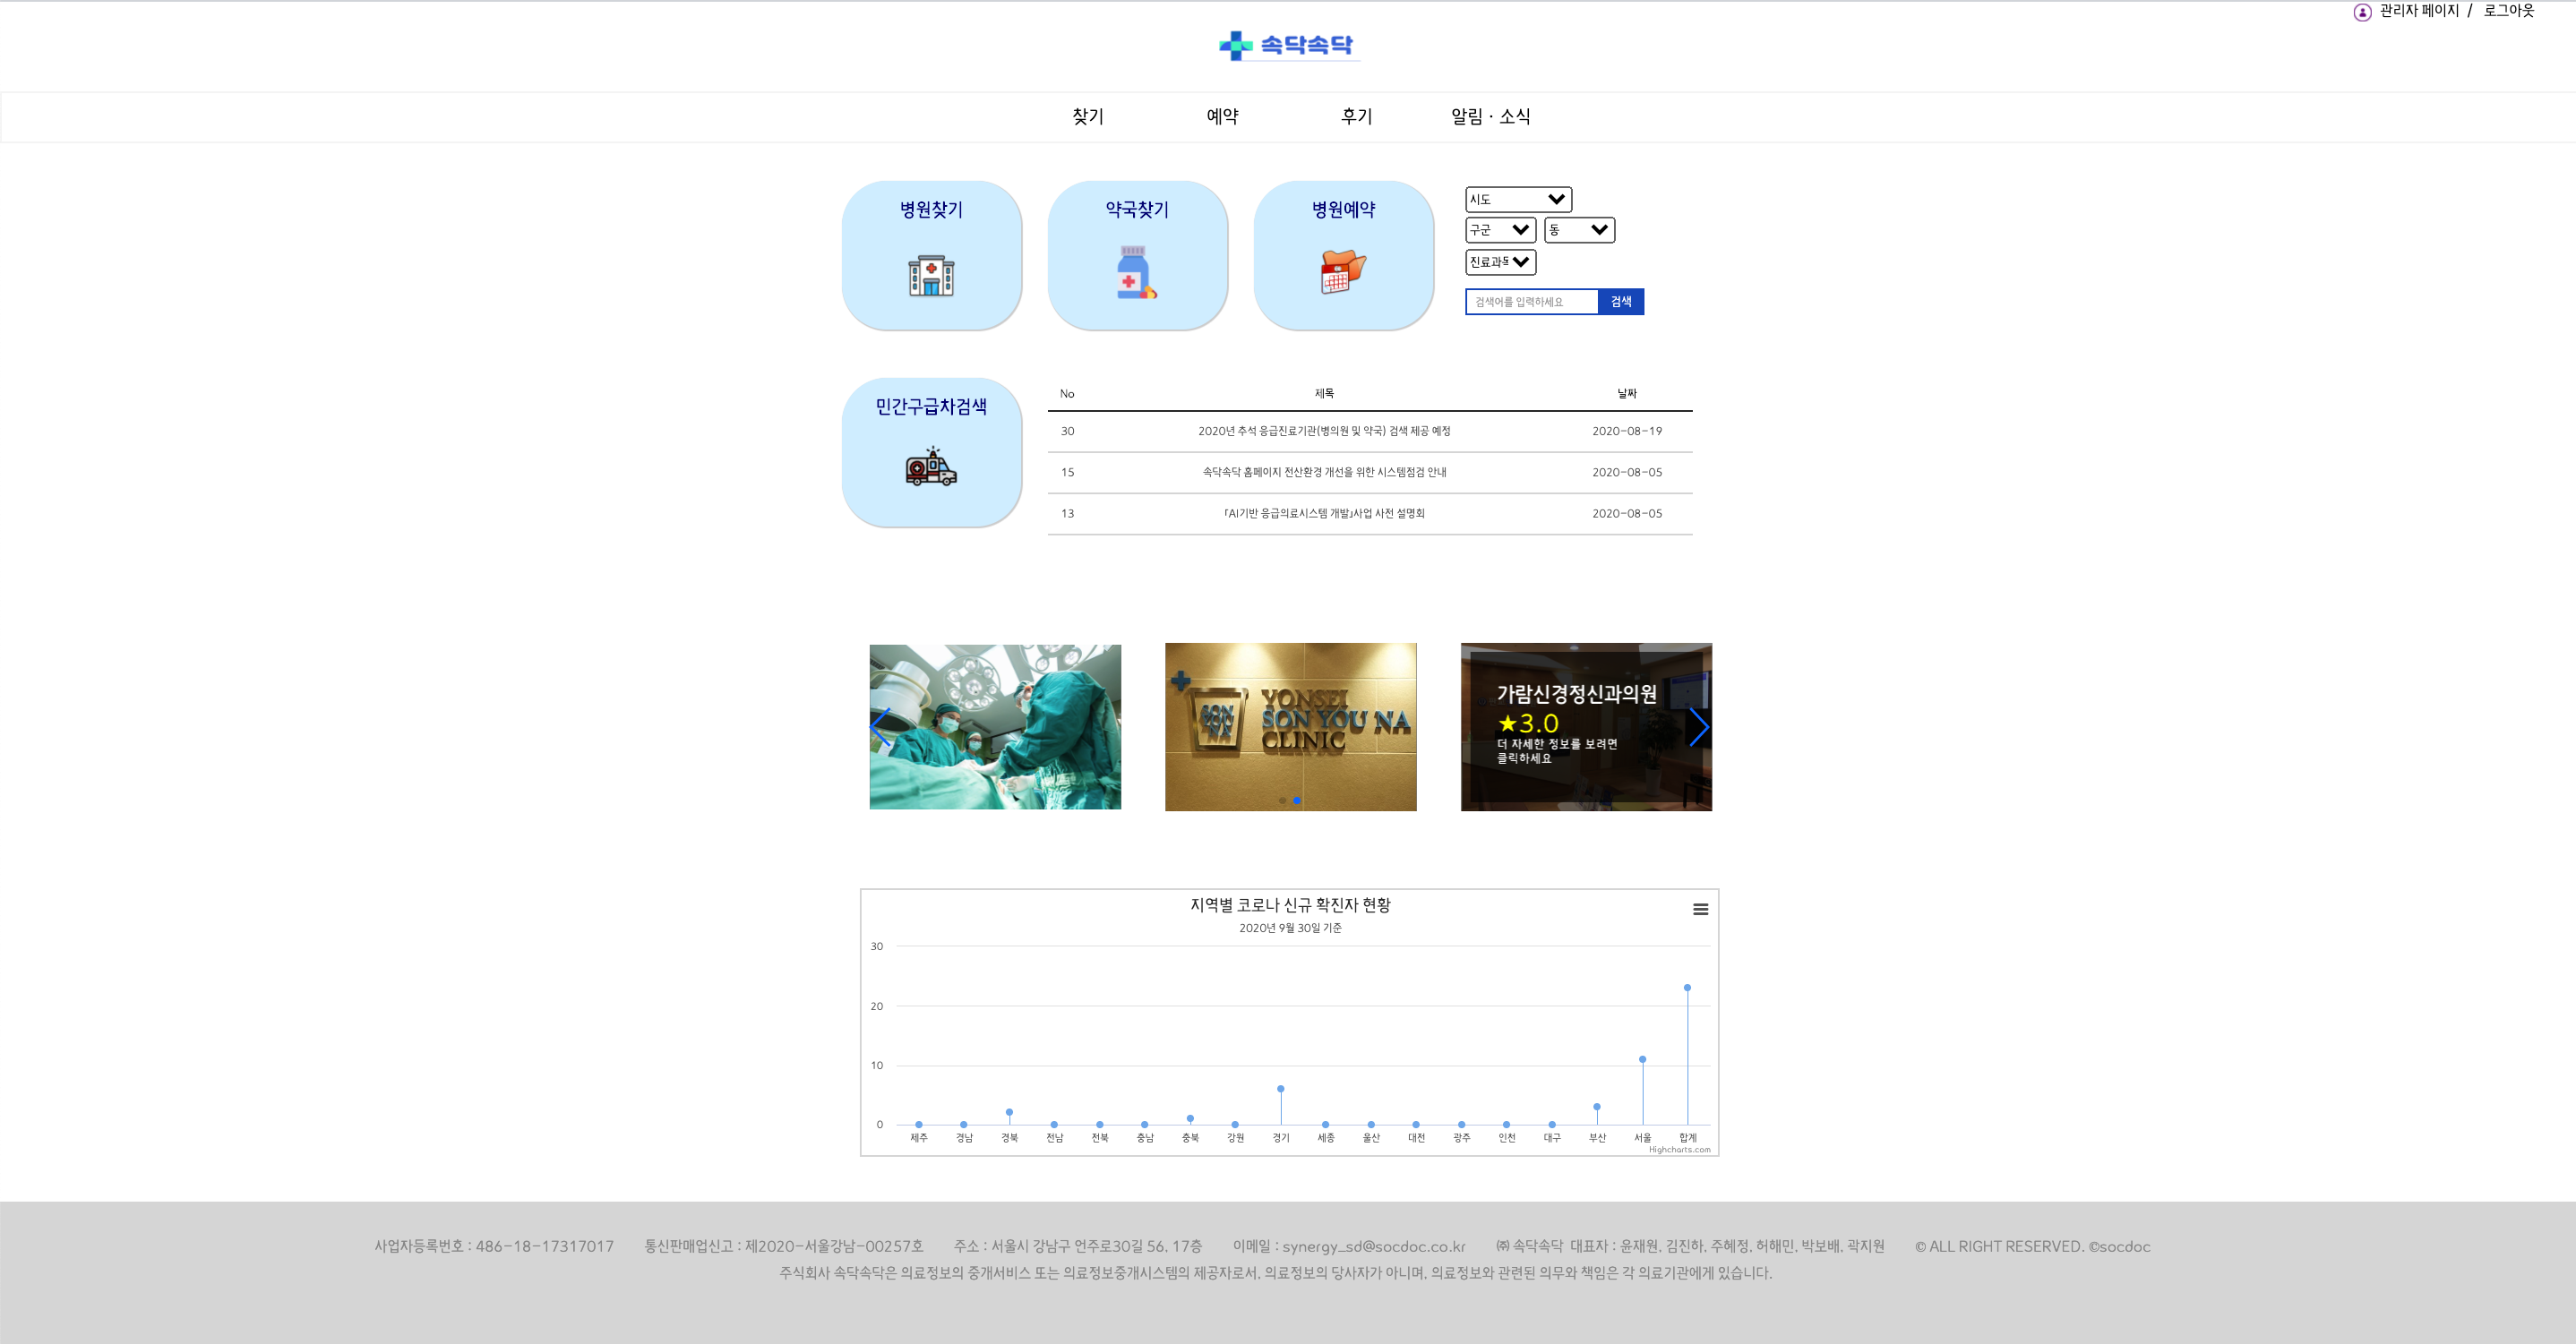 관리자 페이지 / 로그아웃
속닥속닥
찾기 예약 후기 알림 · 소식
병원찾기 약국찾기 병원예약
시도
구군 동
진료과목
검색어를 입력하세요 검색
민간구급차검색
No 제목 날짜
30 2020년 추석 응급진료기관(병의원 및 약국) 검색 제공 예정 2020-08-19
15 속닥속닥 홈페이지 전산환경 개선을 위한 시스템점검 안내 2020-08-05
13 「AI기반 응급의료시스템 개발」사업 사전 설명회 2020-08-05
SON YOU NA
YONSEI
SON YOU NA
CLINIC
가람신경정신과의원
★3.0
더 자세한 정보를 보려면
클릭하세요
지역별 코로나 신규 확진자 현황
2020년 9월 30일 기준
30
20
10
0
제주 경남 경북 전남 전북 충남 충북 강원 경기 세종 울산 대전 광주 인천 대구 부산 서울 합계
Highcharts.com
사업자등록번호 : 486-18-17317017 통신판매업신고 : 제2020-서울강남-00257호 주소 : 서울시 강남구 언주로30길 56, 17층 이메일 : synergy_sd@socdoc.co.kr ㈜ 속닥속닥 대표자 : 윤재원, 김진하, 주혜정, 허해민, 박보배, 곽지원 © ALL RIGHT RESERVED. ©socdoc
주식회사 속닥속닥은 의료정보의 중개서비스 또는 의료정보중개시스템의 제공자로서, 의료정보의 당사자가 아니며, 의료정보와 관련된 의무와 책임은 각 의료기관에게 있습니다.